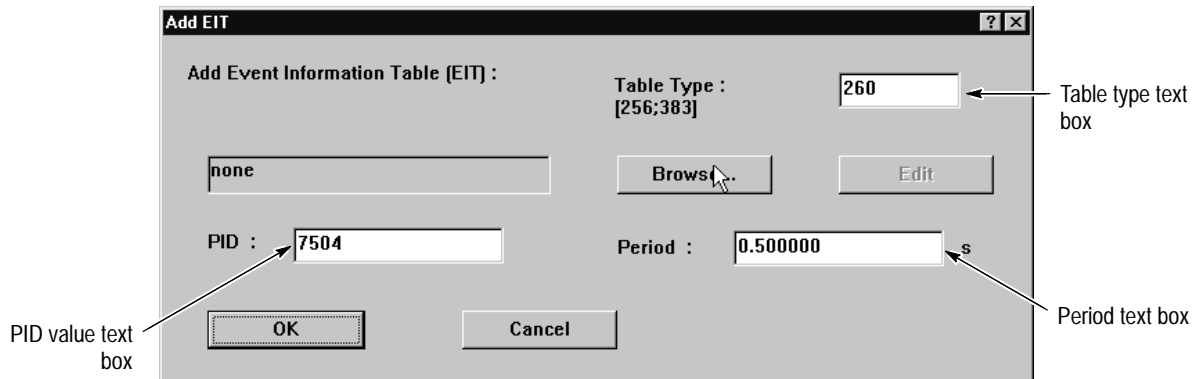 Add EIT
Add Event Information Table (EIT) :
Table Type :
[256;383]
260
Table type text
box
none
Browse...
Edit
PID :
7504
Period :
0.500000
s
PID value text
box
OK
Cancel
Period text box